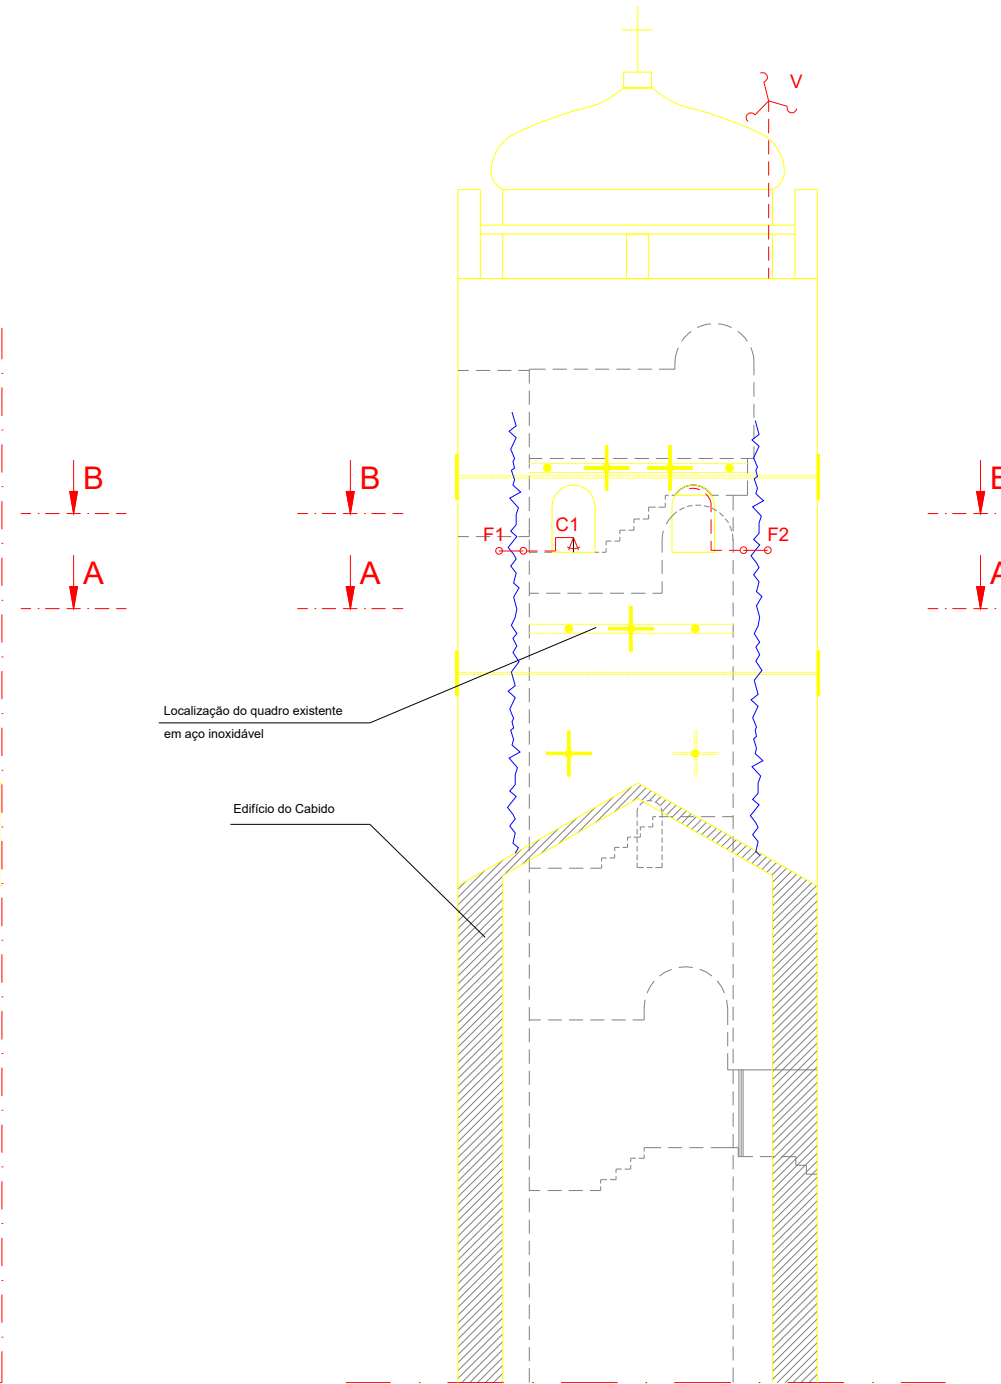 V
B
B
B
C1
F1
F2
A
A
A
Localização do quadro existente
em aço inoxidável
Edifício do Cabido